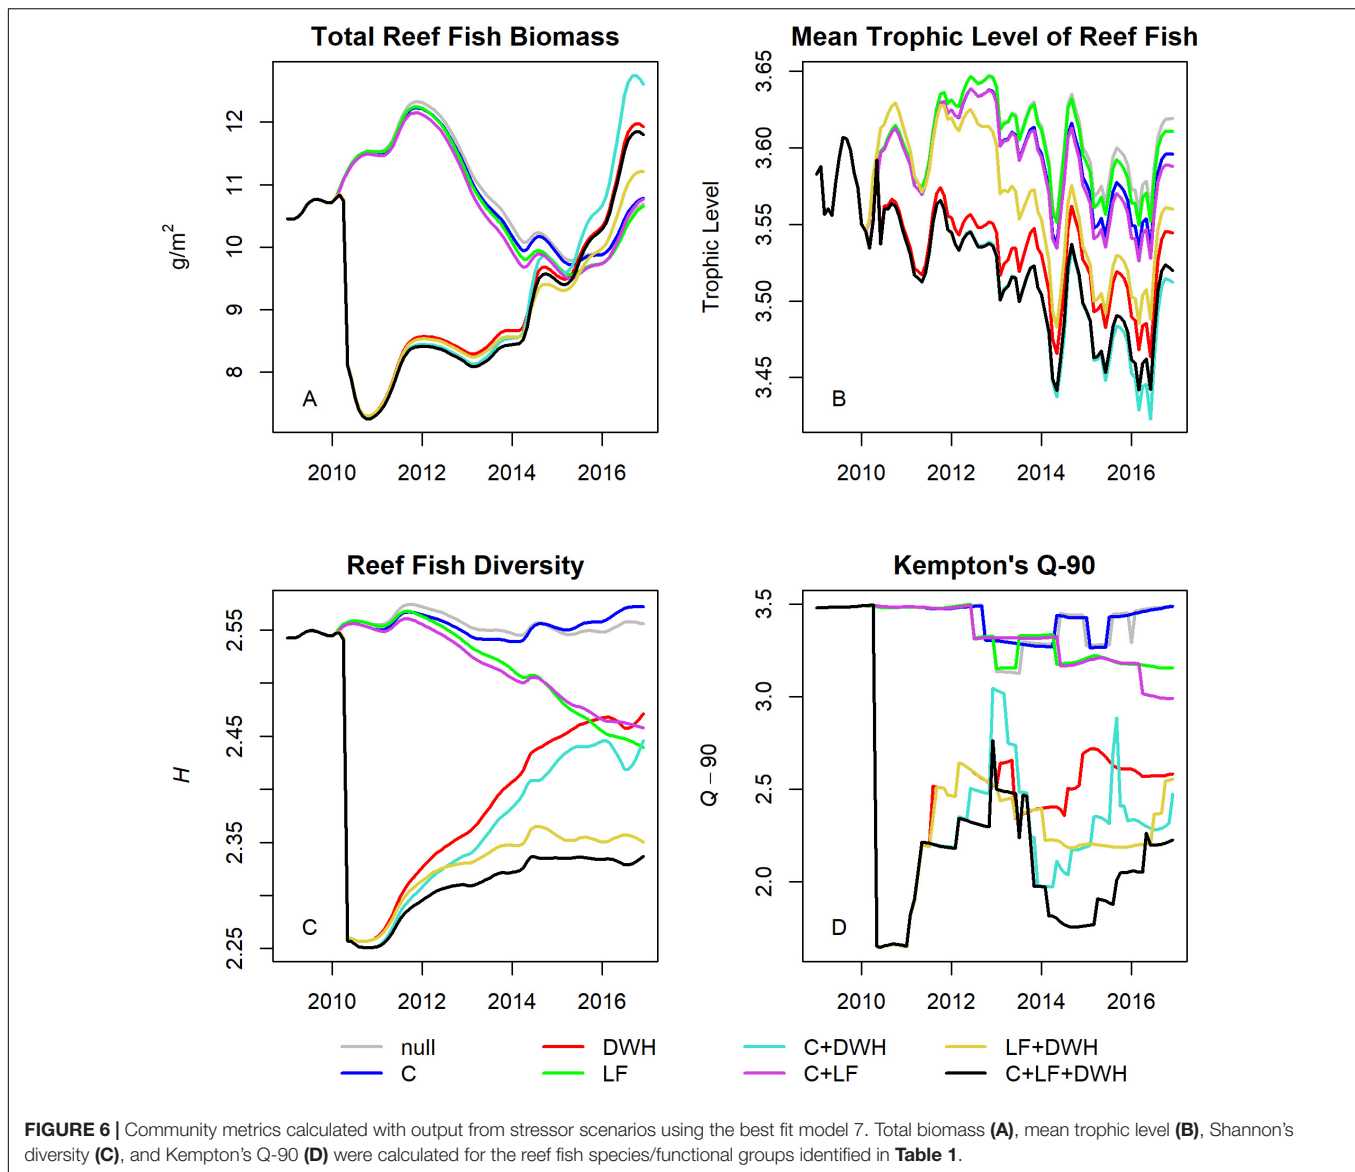 Total Reef Fish Biomass
g/m2
12
11
10
9
8
A
2010 2012 2014 2016
Mean Trophic Level of Reef Fish
Trophic Level
3.65
3.60
3.55
3.50
3.45
B
2010 2012 2014 2016
Reef Fish Diversity
H
2.55
2.45
2.35
2.25
C
2010 2012 2014 2016
Kempton's Q-90
Q − 90
3.5
3.0
2.5
2.0
D
2010 2012 2014 2016
null DWH C+DWH LF+DWH
C LF C+LF C+LF+DWH
FIGURE 6 | Community metrics calculated with output from stressor scenarios using the best fit model 7. Total biomass (A), mean trophic level (B), Shannon's
diversity (C), and Kempton's Q-90 (D) were calculated for the reef fish species/functional groups identified in Table 1.